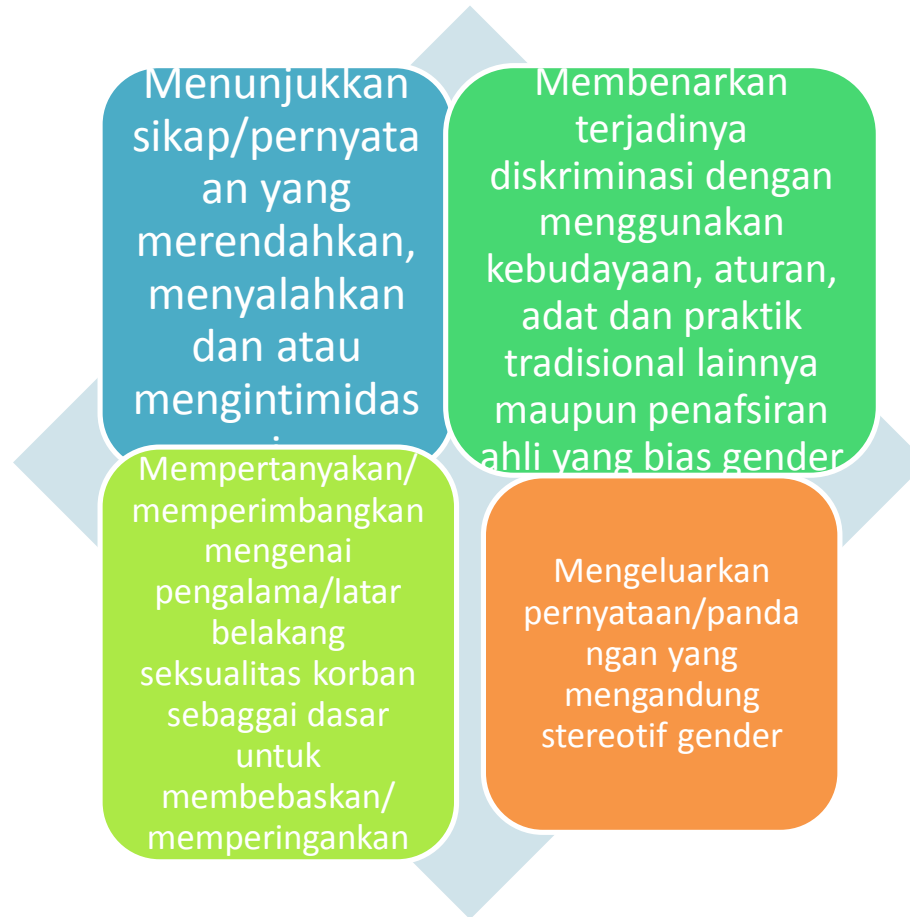 Menunjukkan
sikap/pernyata
an yang
merendahkan,
menyalahkan
dan atau
mengintimidas
Membenarkan
terjadinya
diskriminasi dengan
menggunakan
kebudayaan, aturan,
adat dan praktik
tradisional lainnya
maupun penafsiran
ahli yang bias gender
Mempertanyakan/
memperimbangkan
mengenai
pengalama/latar
belakang
seksualitas korban
sebaggai dasar
untuk
membebaskan/
memperingankan
Mengeluarkan
pernyataan/panda
ngan yang
mengandung
stereotif gender